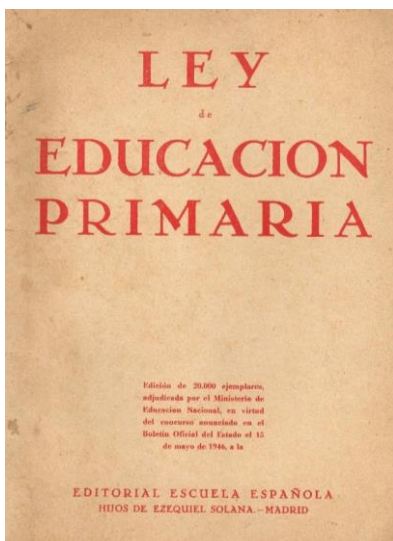 LEY
de
EDUCACION
PRIMARIA
Edición de 20.000 ejemplares,
adjudicada por el Ministerio de
Educacion Nacional, en virtud
del concurso anunciado en el
Boletín Oficial del Estado el 15
de mayo de 1946, a la
EDITORIAL ESCUELA ESPAÑOLA
HIJOS DE EZEQUIEL SOLANA.—MADRID